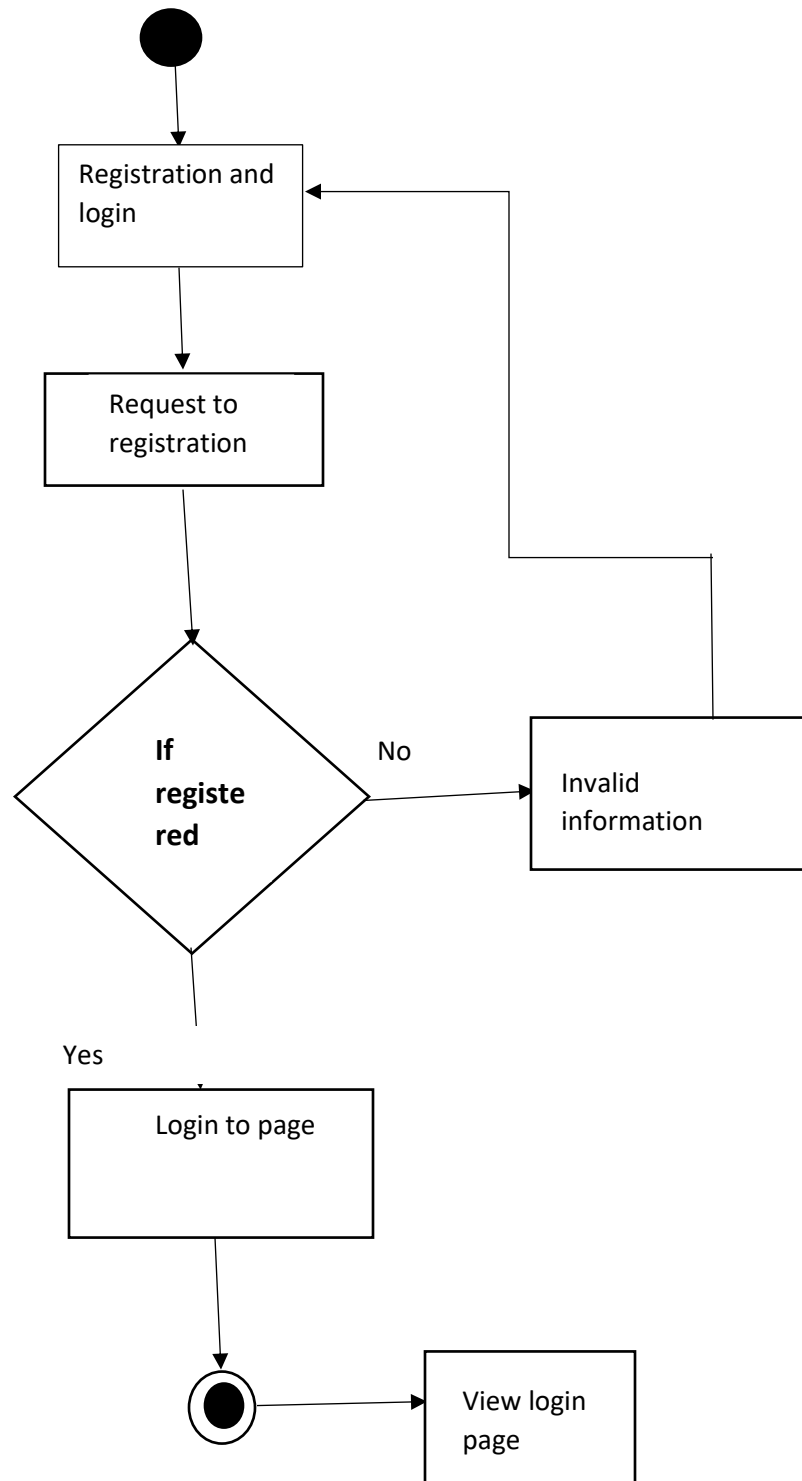 Registration and
login
Request to
registration
If
registe
red
No
Invalid
information
Yes
Login to page
View login
page